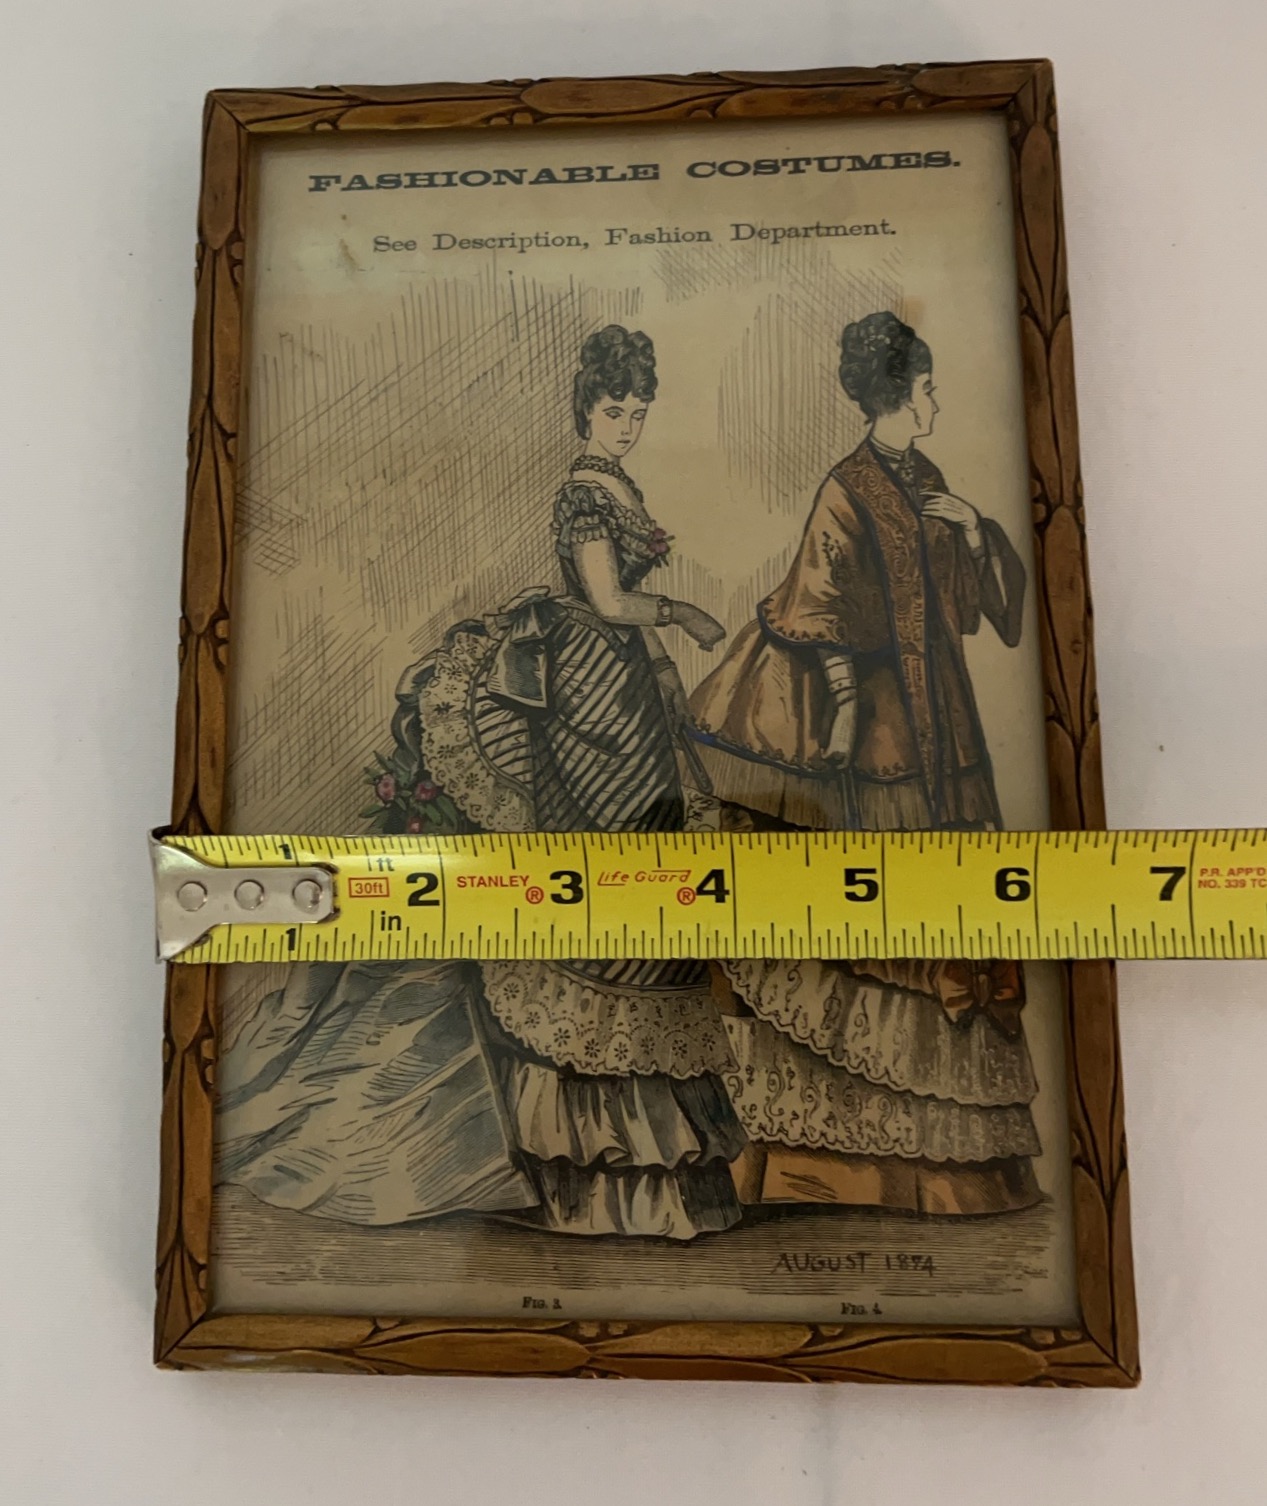 FASHIONABLE COSTUMES.
See Description, Fashion Department.
1 ft 30ft in 2 STANLEY ® 3 Life Guard ® 4 5 6 7 P.R. APP'D
NO. 339 TC
1
AUGUST 1874
FIG. 3. FIG. 4.